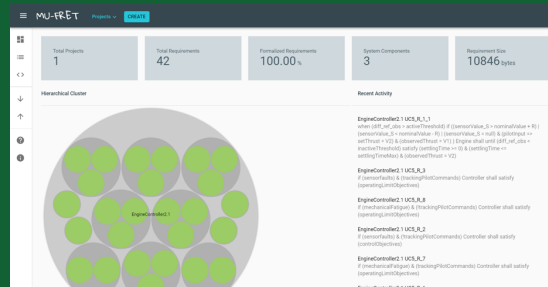 MU-FRET
Projects
CREATE
Total Projects
1
Total Requirements
42
Formalized Requirements
100.00 %
System Components
3
Requirement Size
10846 bytes
Hierarchical Cluster
EngineController2.1
Recent Activity
EngineController2.1 UC5_R_1_1
when (diff_ref_obs > activeThreshold) if ((sensorValue_S > nominalValue + R) |
(sensorValue_S < nominalValue - R) | (sensorValue_S = null) & (pilotInput =>
setThrust = V2) & (observedThrust = V1) ) Engine shall until (diff_ref_obs <
inactiveThreshold) satisfy (settlingTime >= 0) & (settlingTime <=
settlingTimeMax) & (observedThrust = V2)
EngineController2.1 UC5_R_3
if (sensorfaults) & (trackingPilotCommands) Controller shall satisfy
(operatingLimitObjectives)
EngineController2.1 UC5_R_8
if (mechanicalFatigue) & (!trackingPilotCommands) Controller shall satisfy
(operatingLimitObjectives)
EngineController2.1 UC5_R_2
if (sensorfaults) & (!trackingPilotCommands) Controller shall satisfy
(controlObjectives)
EngineController2.1 UC5_R_7
if (mechanicalFatigue) & (trackingPilotCommands) Controller shall satisfy
(operatingLimitObjectives)